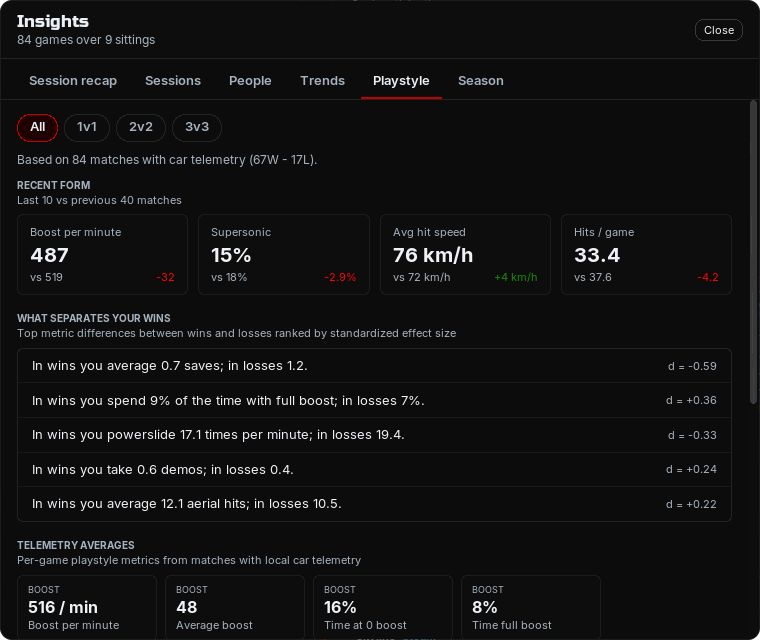 Insights
84 games over 9 sittings
Close
Session recap Sessions People Trends Playstyle Season
All 1v1 2v2 3v3
Based on 84 matches with car telemetry (67W - 17L).
RECENT FORM
Last 10 vs previous 40 matches
Boost per minute
487
vs 519 -32
Supersonic
15%
vs 18% -2.9%
Avg hit speed
76 km/h
vs 72 km/h +4 km/h
Hits / game
33.4
vs 37.6 -4.2
WHAT SEPARATES YOUR WINS
Top metric differences between wins and losses ranked by standardized effect size
In wins you average 0.7 saves; in losses 1.2. d = -0.59
In wins you spend 9% of the time with full boost; in losses 7%. d = +0.36
In wins you powerslide 17.1 times per minute; in losses 19.4. d = -0.33
In wins you take 0.6 demos; in losses 0.4. d = +0.24
In wins you average 12.1 aerial hits; in losses 10.5. d = +0.22
TELEMETRY AVERAGES
Per-game playstyle metrics from matches with local car telemetry
BOOST
516 / min
Boost per minute
BOOST
48
Average boost
BOOST
16%
Time at 0 boost
BOOST
8%
Time full boost